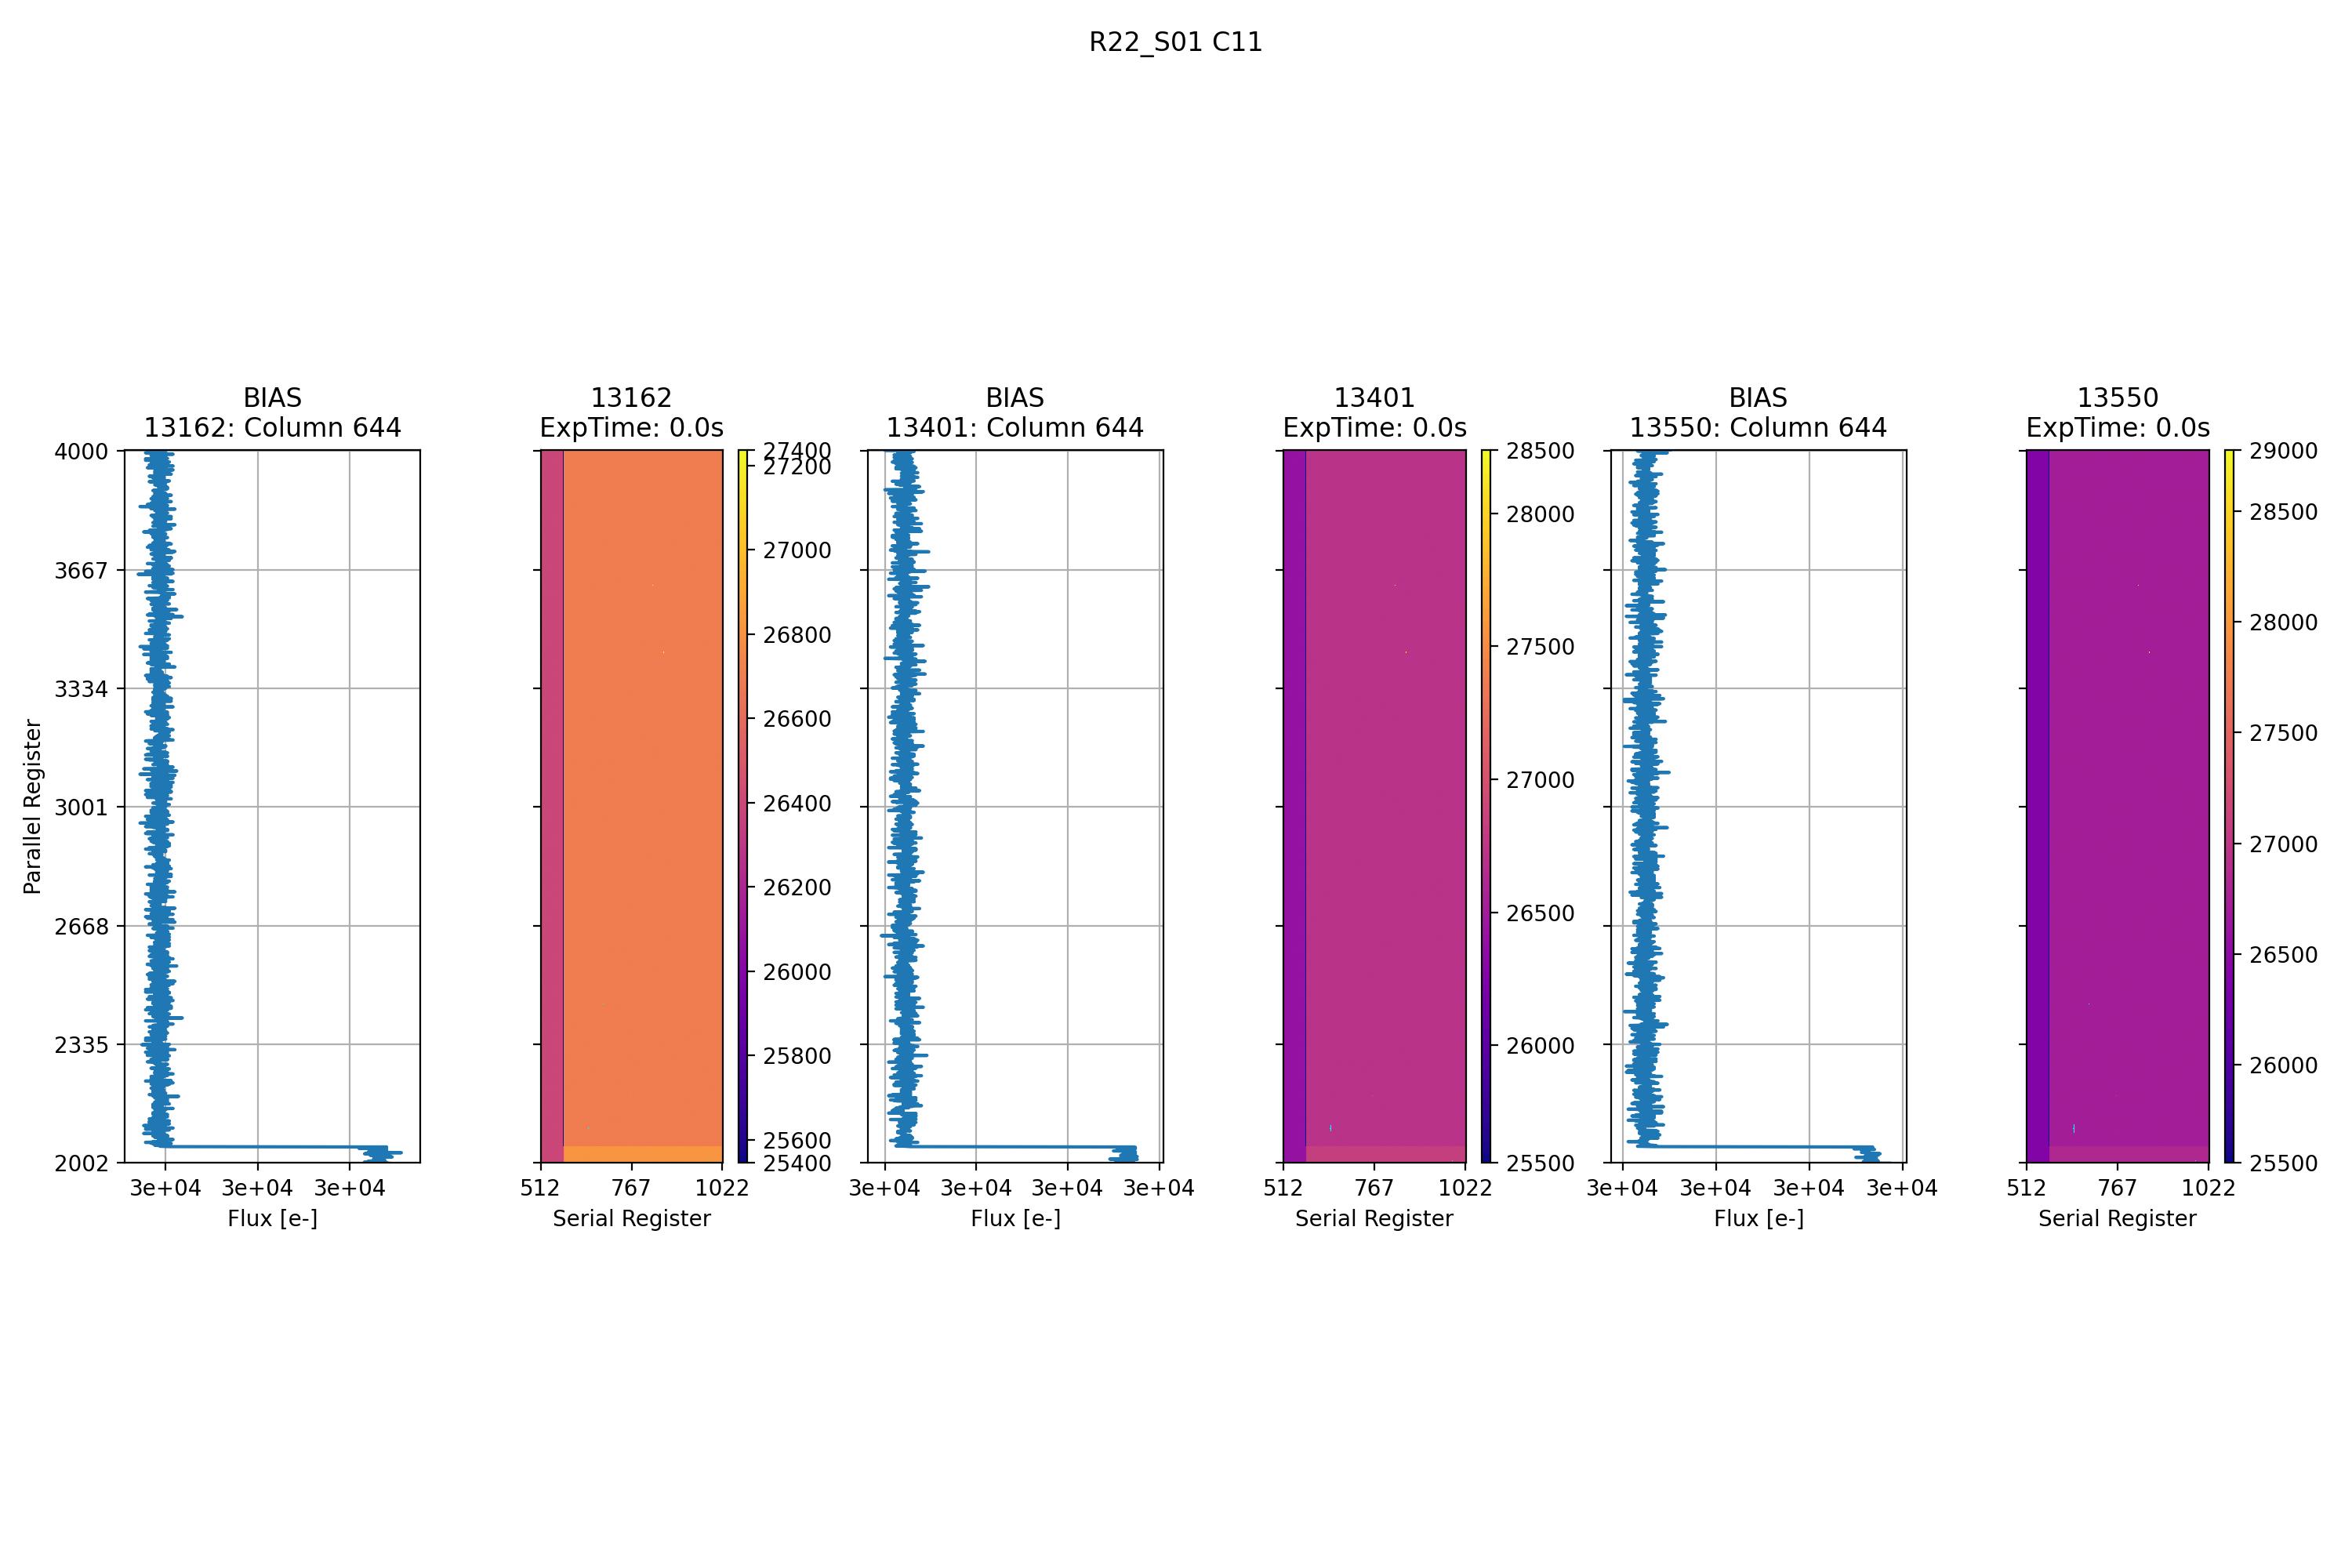 R22_S01 C11
BIAS
13162: Column 644
4000
3667
3334
3001
2668
2335
2002
Parallel Register
3e+04 3e+04 3e+04
Flux [e-]
13162
ExpTime: 0.0s
512 767 1022
Serial Register
27400
27200
27000
26800
26600
26400
26200
26000
25800
25600
25400
BIAS
13401: Column 644
3e+04 3e+04 3e+04 3e+04
Flux [e-]
13401
ExpTime: 0.0s
512 767 1022
Serial Register
28500
28000
27500
27000
26500
26000
25500
BIAS
13550: Column 644
3e+04 3e+04 3e+04 3e+04
Flux [e-]
13550
ExpTime: 0.0s
512 767 1022
Serial Register
29000
28500
28000
27500
27000
26500
26000
25500